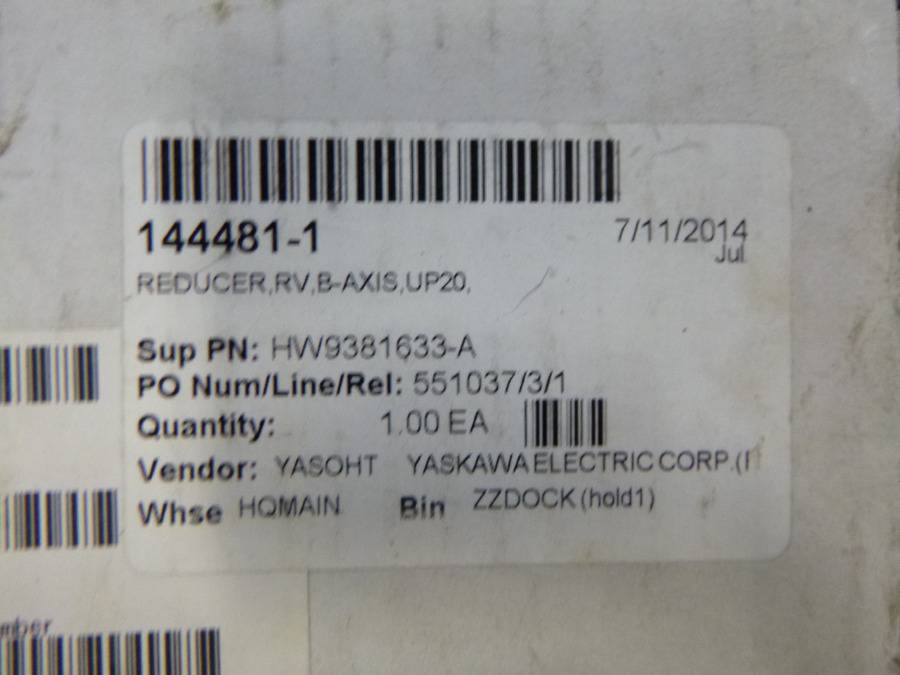 144481-1
7/11/2014
Jul
REDUCER,RV,B-AXIS,UP20,
Sup PN: HW9381633-A
PO Num/Line/Rel: 551037/3/1
Quantity: 1.00 EA
Vendor: YASOHT YASKAWA ELECTRIC CORP.(I
Whse HQMAIN Bin ZZDOCK (hold1)
mber